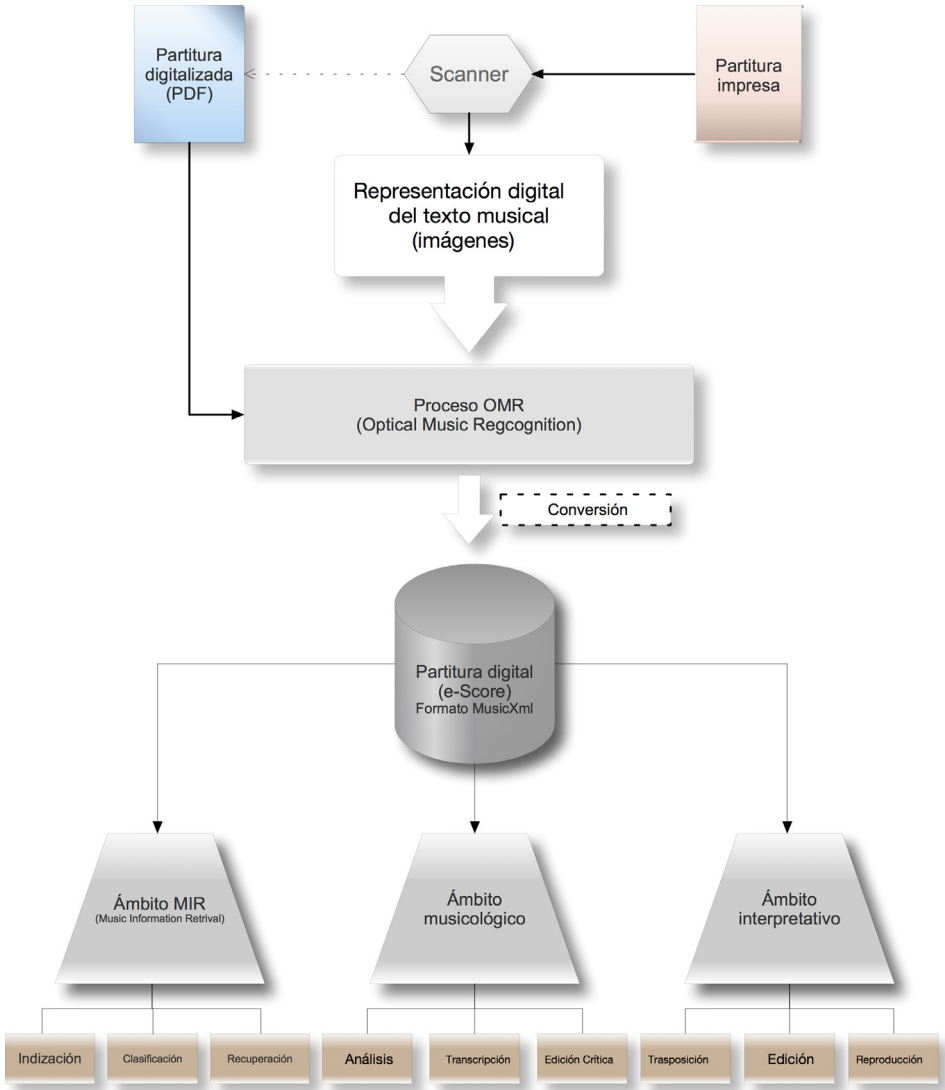 Partitura
digitalizada
(PDF)
Scanner
Partitura
impresa
Representación digital
del texto musical
(imágenes)
Proceso OMR
(Optical Music Regcognition)
Conversión
Partitura digital
(e-Score)
Formato MusicXml
Ámbito MIR
(Music Information Retrival)
Ámbito
musicológico
Ámbito
interpretativo
Indización
Clasificación
Recuperación
Análisis
Transcripción
Edición Crítica
Trasposición
Edición
Reproducción